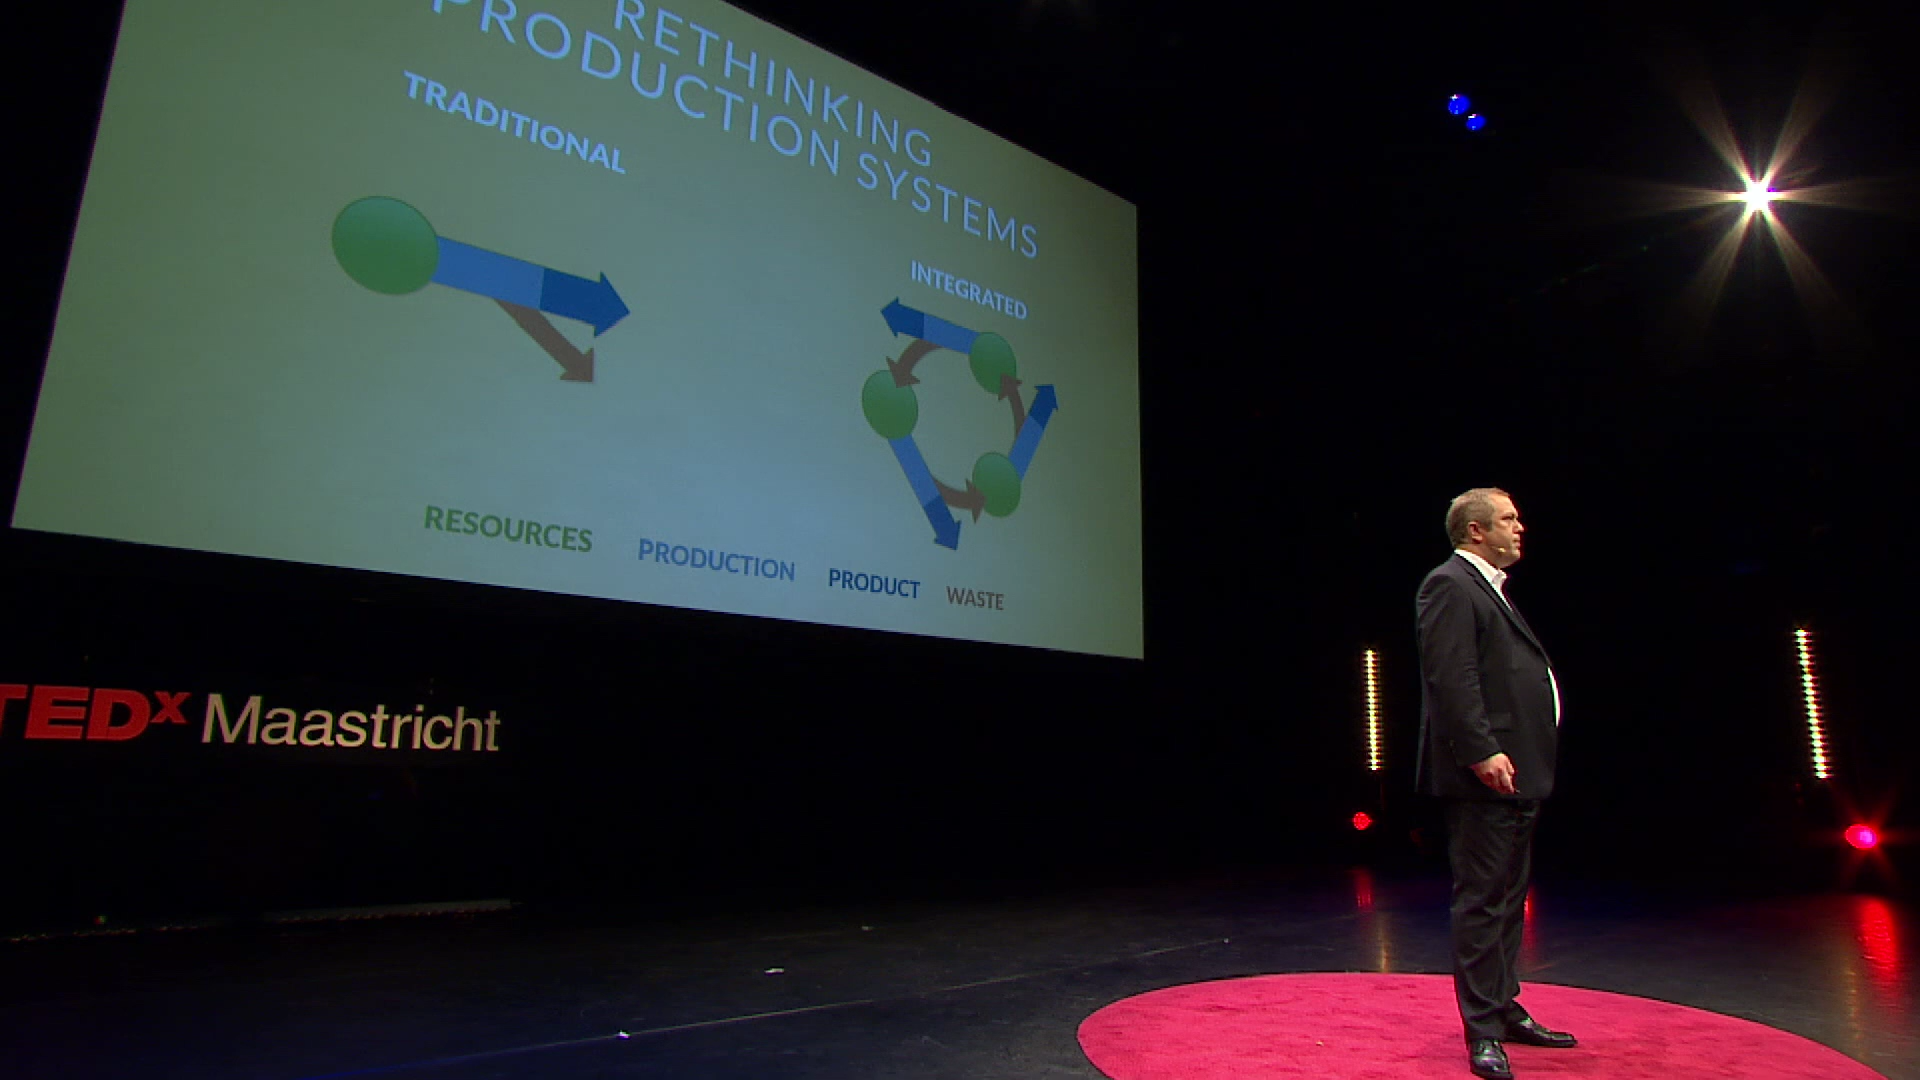 RETHINKING
PRODUCTION SYSTEMS
TRADITIONAL
INTEGRATED
RESOURCES
PRODUCTION
PRODUCT
WASTE
TEDx Maastricht